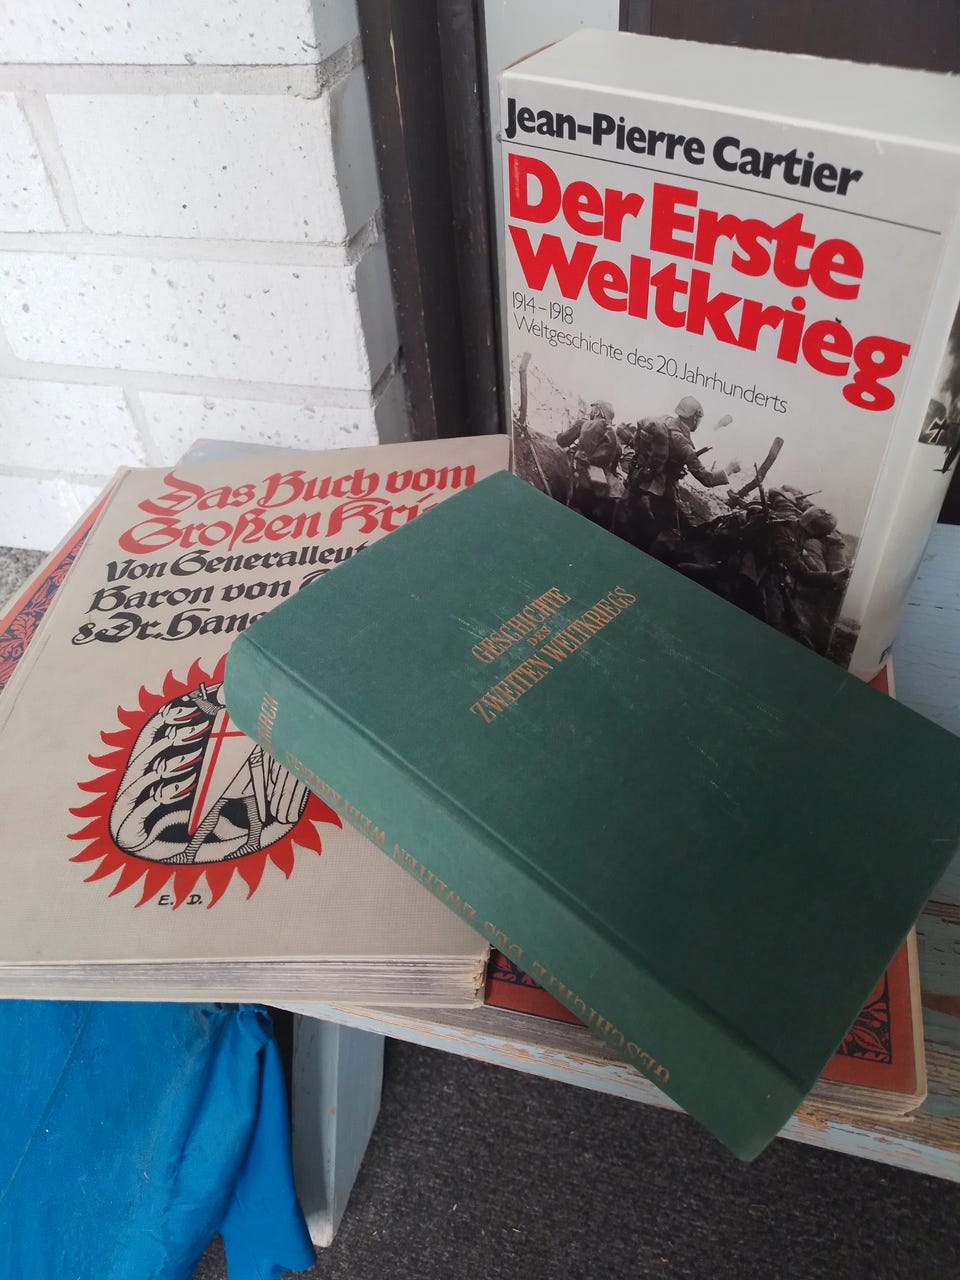 Jean-Pierre Cartier
Der Erste
Weltkrieg
1914–1918
Weltgeschichte des 20. Jahrhunderts
Das Buch vom
Großen Kri
Von Generalleut
Baron von
& Dr. Hans
E. D.
GESCHICHTE
DES
ZWEITEN WELTKRIEGS
GESCHICHTE DES ZWEITEN WELTKRIEGS